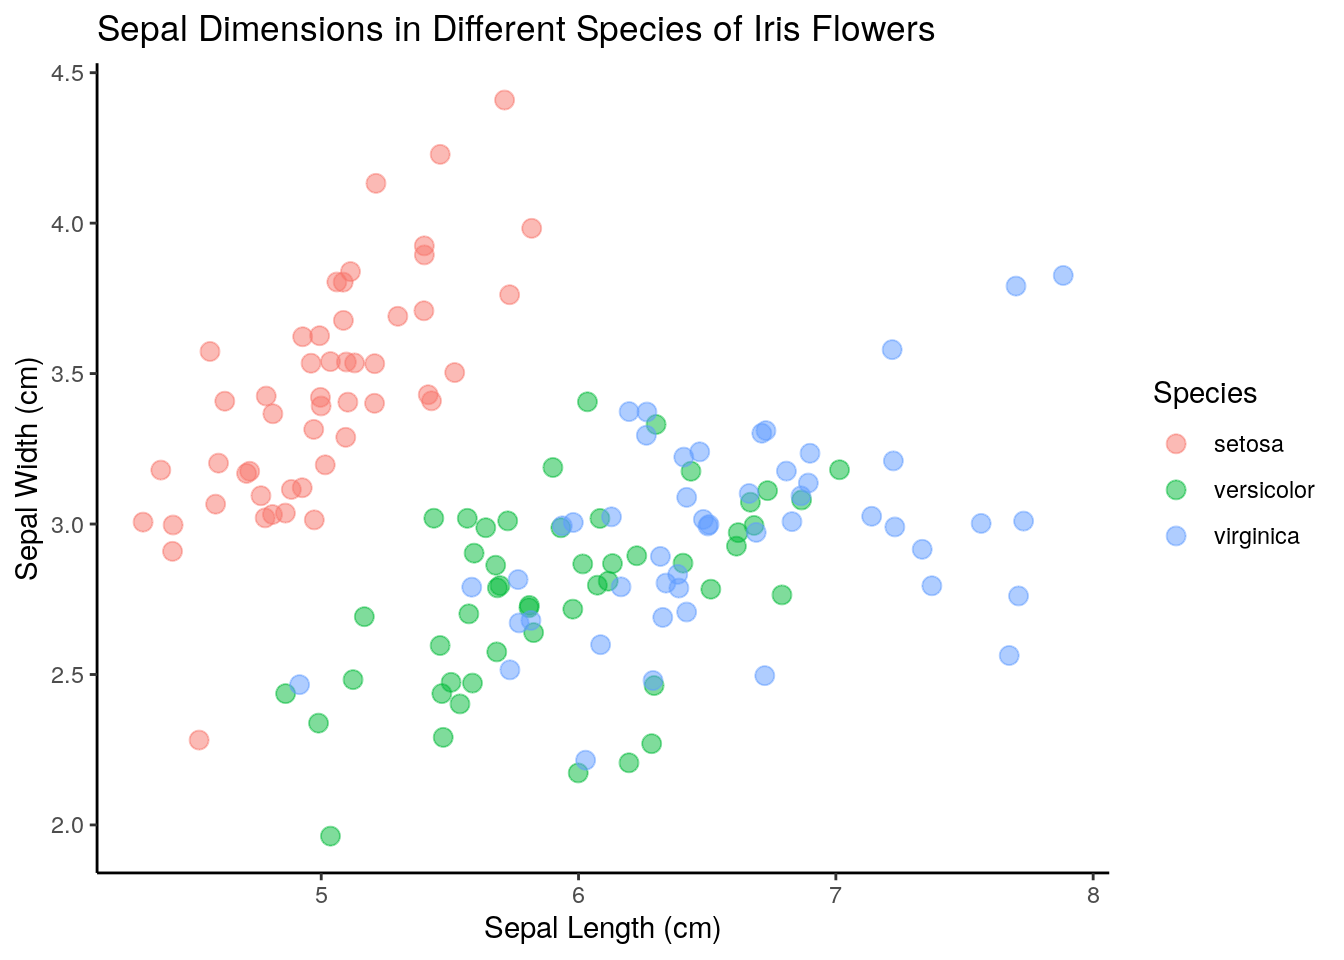 Sepal Dimensions in Different Species of Iris Flowers
4.5
4.0
3.5
3.0
2.5
2.0
Sepal Width (cm)
5 6 7 8
Sepal Length (cm)
Species
setosa
versicolor
virginica